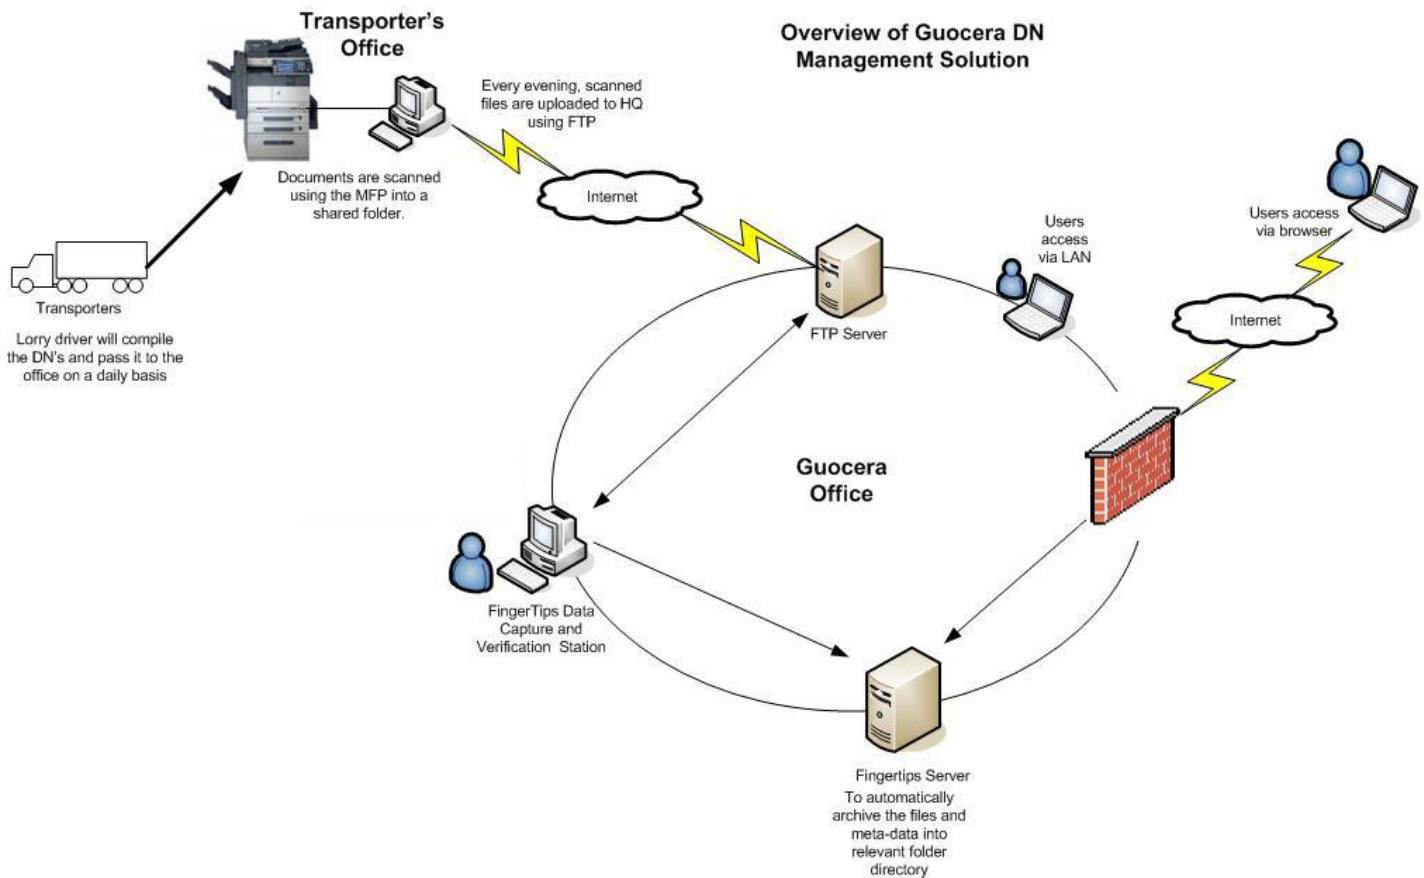 Transporter's
Office
Overview of Guocera DN
Management Solution
Every evening, scanned
files are uploaded to HQ
using FTP
Documents are scanned
using the MFP into a
shared folder.
Internet
Users
access
via LAN
Users access
via browser
Transporters
Lorry driver will compile
the DN's and pass it to the
office on a daily basis
FTP Server
Internet
Guocera
Office
FingerTips Data
Capture and
Verification Station
Fingertips Server
To automatically
archive the files and
meta-data into
relevant folder
directory